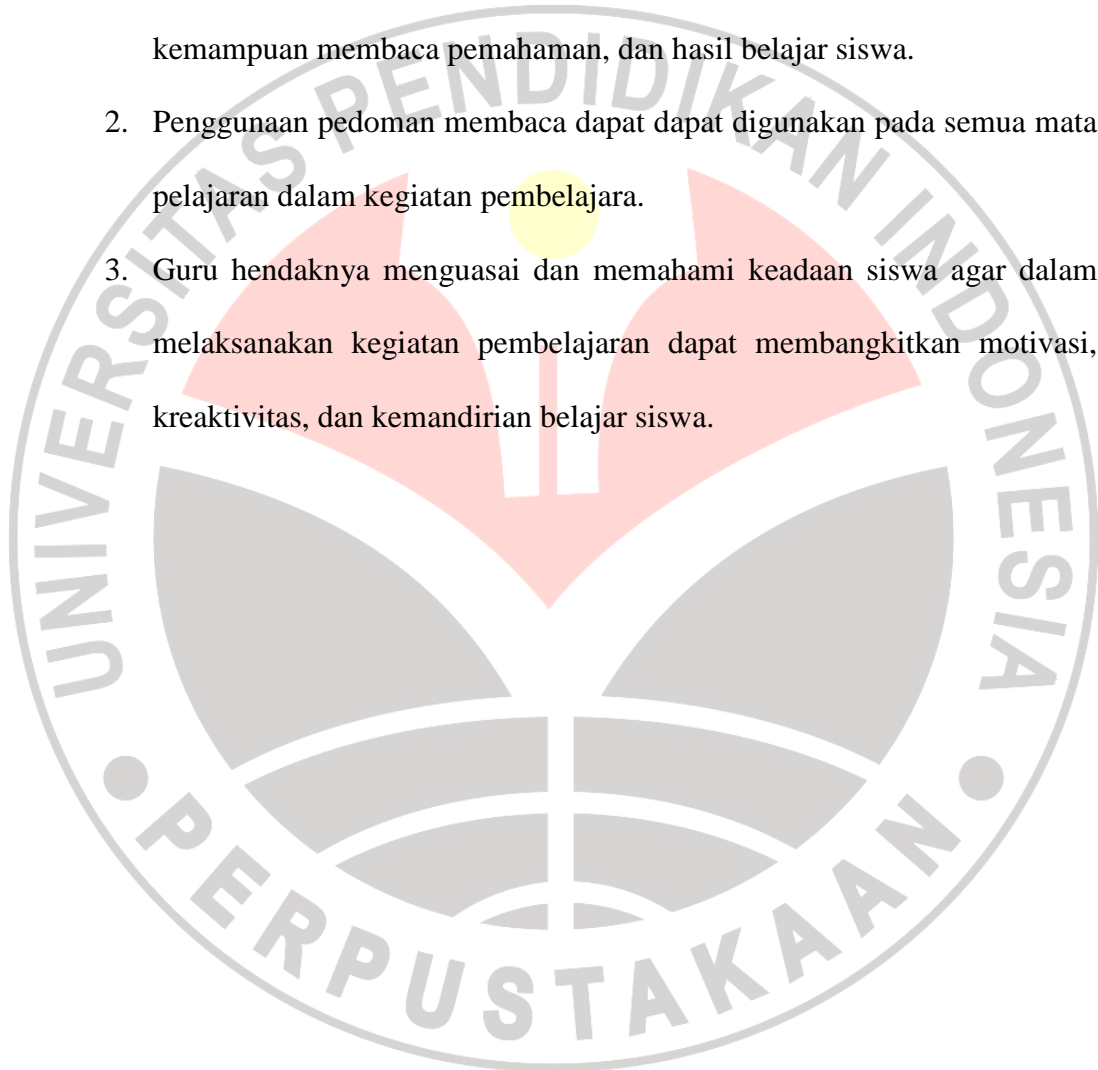 kemampuan membaca pemahaman, dan hasil belajar siswa.
2. Penggunaan pedoman membaca dapat dapat digunakan pada semua mata
pelajaran dalam kegiatan pembelajara.
3. Guru hendaknya menguasai dan memahami keadaan siswa agar dalam
melaksanakan kegiatan pembelajaran dapat membangkitkan motivasi,
kreaktivitas, dan kemandirian belajar siswa.
UNIVERSITAS PENDIDIKAN INDONESIA
PERPUSTAKAAN